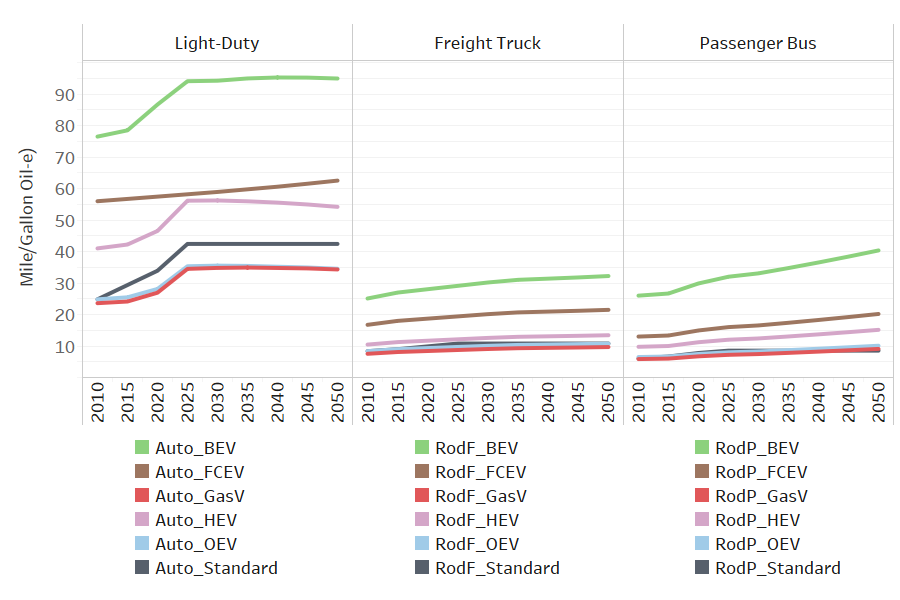 Light-Duty Freight Truck Passenger Bus
Mile/Gallon Oil-e)
90
80
70
60
50
40
30
20
10
2010 2015 2020 2025 2030 2035 2040 2045 2050 2010 2015 2020 2025 2030 2035 2040 2045 2050 2010 2015 2020 2025 2030 2035 2040 2045 2050
Auto_BEV RodF_BEV RodP_BEV
Auto_FCEV RodF_FCEV RodP_FCEV
Auto_GasV RodF_GasV RodP_GasV
Auto_HEV RodF_HEV RodP_HEV
Auto_OEV RodF_OEV RodP_OEV
Auto_Standard RodF_Standard RodP_Standard